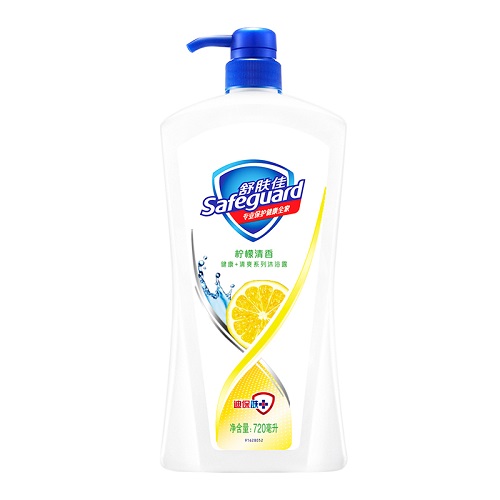 舒肤佳
Safeguard
专业保护健康全家
柠檬清香
健康+清爽系列沐浴露
迪保肤
净含量:720毫升
91628052